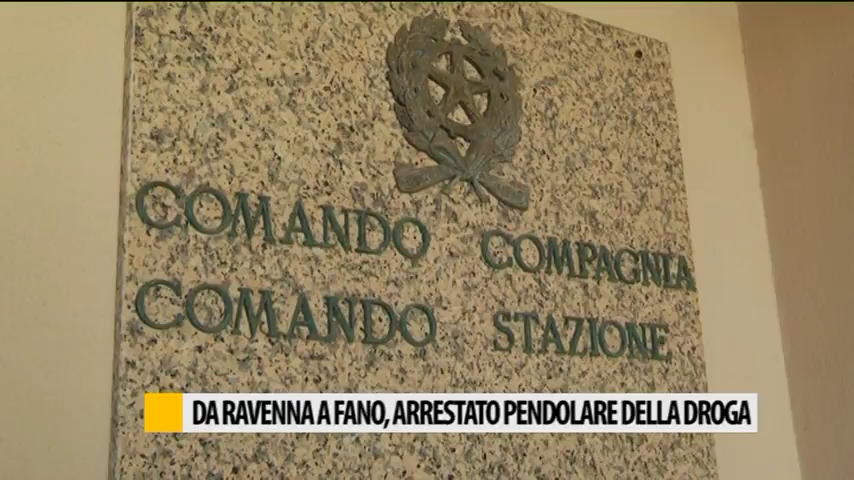 COMANDO COMPAGNIA
COMANDO STAZIONE
DA RAVENNA A FANO, ARRESTATO PENDOLARE DELLA DROGA